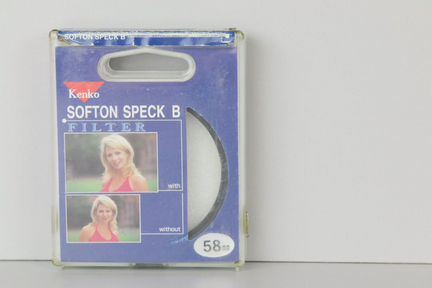 SOFTON SPECK B
Kenko
SOFTON SPECK B
FILTER
with
without
58mm